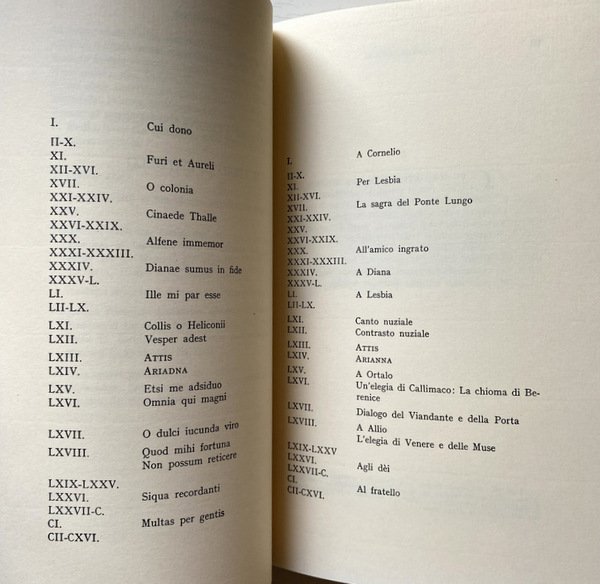 I. Cui dono
II-X.
XI. Furi et Aureli
XII-XVI.
XVII. O colonia
XXI-XXIV.
XXV. Cinaede Thalle
XXVI-XXIX.
XXX. Alfene immemor
XXXI-XXXIII.
XXXIV. Dianae sumus in fide
XXXV-L.
LI. Ille mi par esse
LII-LX.
LXI. Collis o Heliconii
LXII. Vesper adest
LXIII. ATTIS
LXIV. ARIADNA
LXV. Etsi me adsiduo
LXVI. Omnia qui magni
LXVII. O dulci iucunda viro
LXVIII. Quod mihi fortuna
Non possum reticere
LXIX-LXXV.
LXXVI. Siqua recordanti
LXXVII-C.
CI. Multas per gentis
CII-CXVI.
I. A Cornelio
II-X.
XI. Per Lesbia
XII-XVI.
XVII. La sagra del Ponte Lungo
XXI-XXIV.
XXV.
XXVI-XXIX.
XXX. All'amico ingrato
XXXI-XXXIII.
XXXIV. A Diana
XXXV-L.
LI. A Lesbia
LII-LX.
LXI. Canto nuziale
LXII. Contrasto nuziale
LXIII. ATTIS
LXIV. ARIANNA
LXV. A Ortalo
LXVI. Un'elegia di Callimaco: La chioma di Be-
renice
LXVII. Dialogo del Viandante e della Porta
LXVIII. A Allio
L'elegia di Venere e delle Muse
LXIX-LXXV
LXXVI. Agli dèi
LXXVII-C.
CI. Al fratello
CII-CXVI.